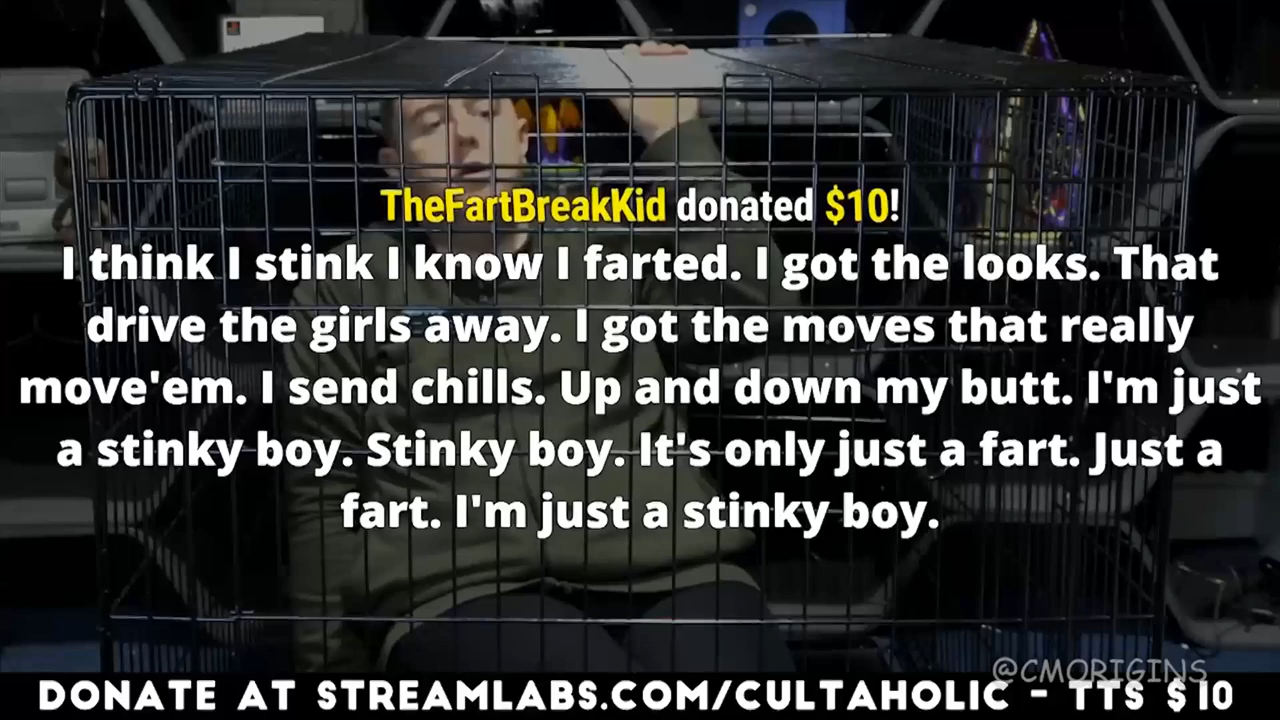 TheFartBreakKid donated $10!
I think I stink I know I farted. I got the looks. That
drive the girls away. I got the moves that really
move'em. I send chills. Up and down my butt. I'm just
a stinky boy. Stinky boy. It's only just a fart. Just a
fart. I'm just a stinky boy.
@CMORIGINS
DONATE AT STREAMLABS.COM/CULTAHOLIC - TTS $10